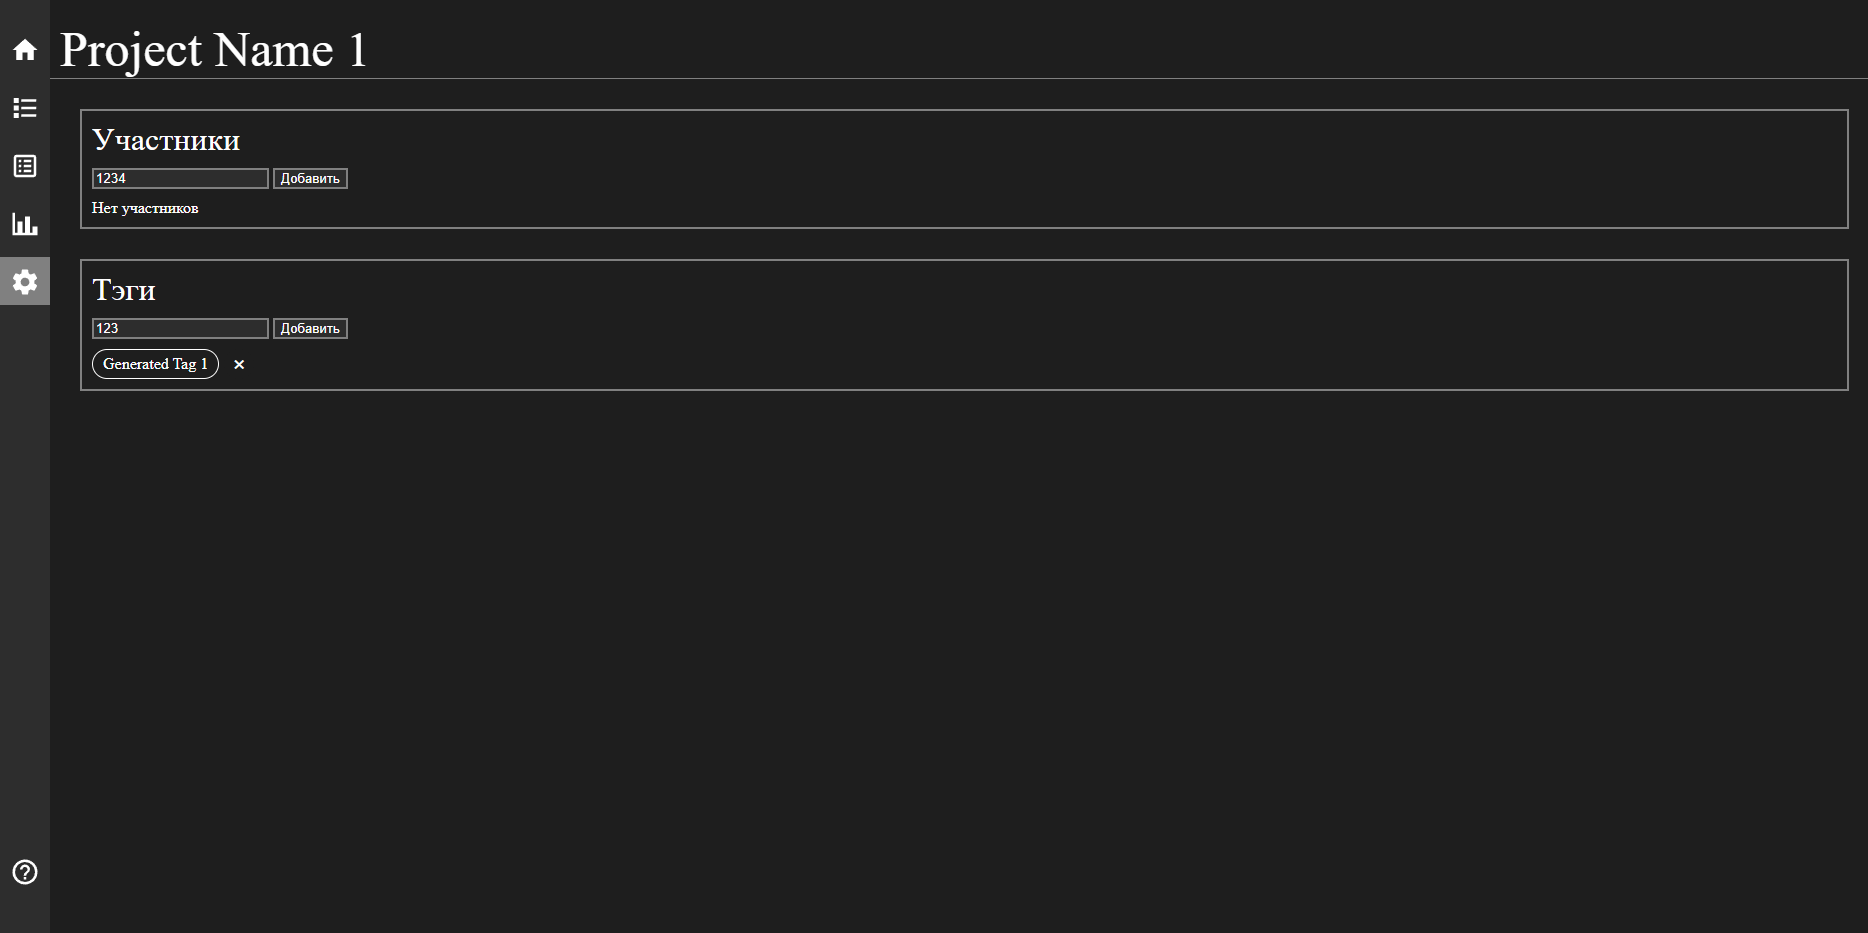 Project Name 1
Участники
1234 Добавить
Нет участников
Тэги
123 Добавить
Generated Tag 1 ×